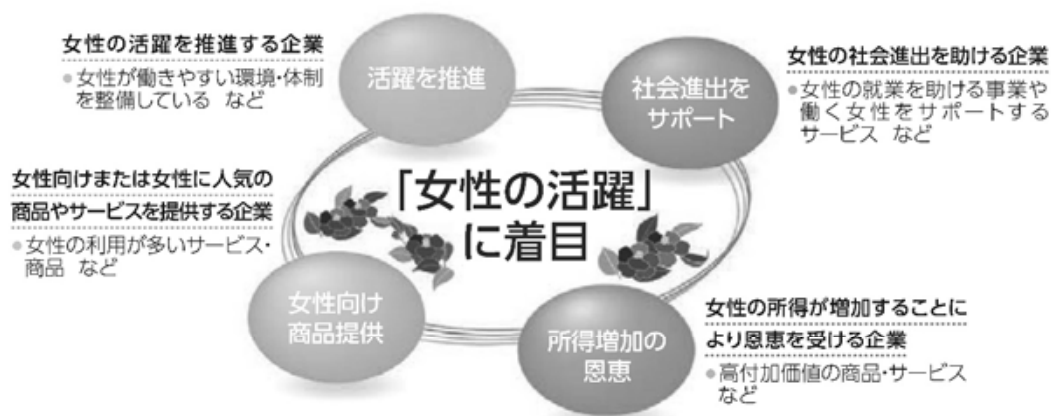 女性の活躍を推進する企業
●女性が働きやすい環境・体制
を整備している など
活躍を推進
社会進出を
サポート
女性の社会進出を助ける企業
●女性の就業を助ける事業や
働く女性をサポートする
サービス など
女性向けまたは女性に人気の
商品やサービスを提供する企業
●女性の利用が多いサービス・
商品 など
「女性の活躍」
に着目
女性向け
商品提供
所得増加の
恩恵
女性の所得が増加することに
より恩恵を受ける企業
●高付加価値の商品・サービス
など